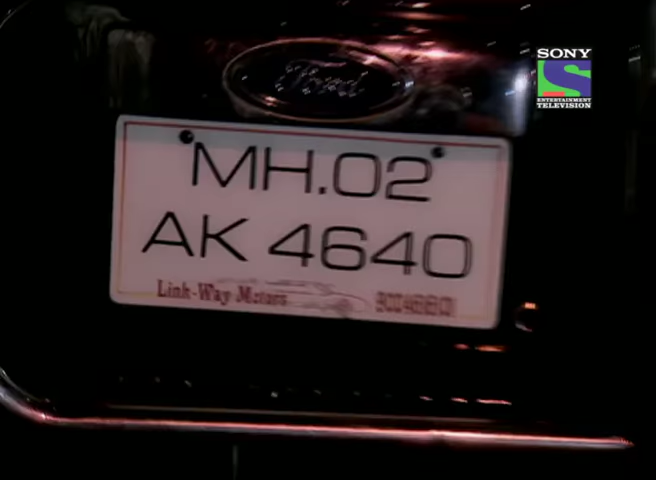 Ford
SONY
ENTERTAINMENT
TELEVISION
MH.02
AK 4640
Link-Way Motors